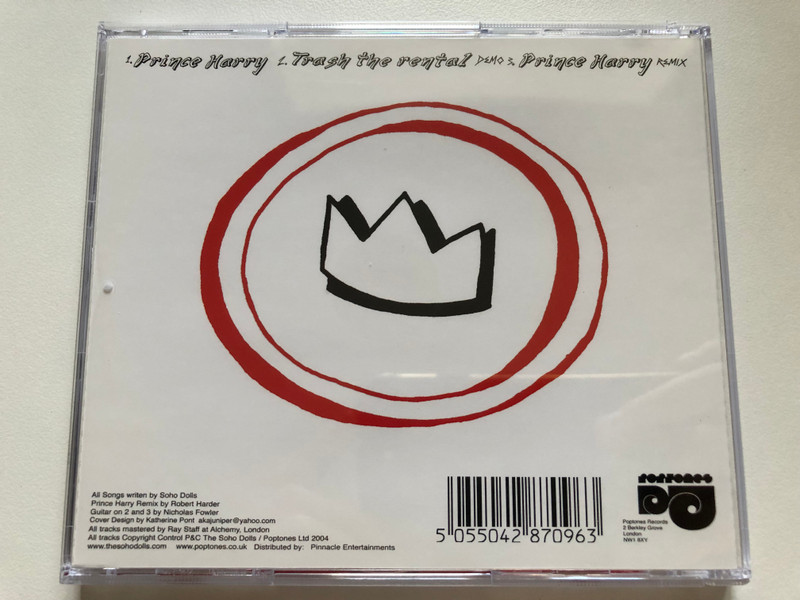 1. Prince Harry 2. Trash the rental DEMO 3. Prince Harry REMIX
All Songs writen by Soho Dolls
Prince Harry Remix by Robert Harder
Guitar on 2 and 3 by Nicholas Fowler
Cover Design by Katherine Pont akajuniper@yahoo.com
All tracks mastered by Ray Staff at Alchemy, London
All tracks Copyright Control P&C The Soho Dolls / Poptones Ltd 2004
www.thesohodolls.com www.poptones.co.uk Distributed by: Pinnacle Entertainments
5 055042 870963
POPTONES
Poptones Records
2 Berkley Grove
London
NW1 8XY